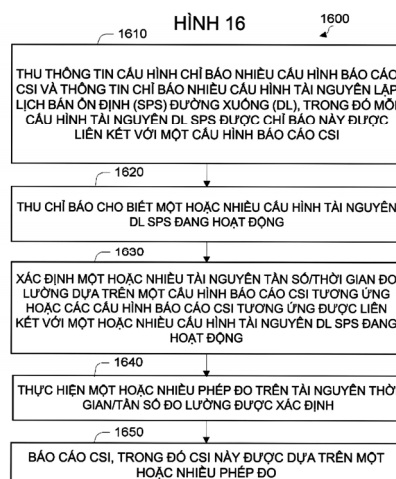 HÌNH 16
1600
1610
THU THÔNG TIN CẤU HÌNH CHỈ BÁO NHIỀU CẤU HÌNH BÁO CÁO
CSI VÀ THÔNG TIN CHỈ BÁO NHIỀU CẤU HÌNH TÀI NGUYÊN LẬP
LỊCH BÁN ỔN ĐỊNH (SPS) ĐƯỜNG XUỐNG (DL), TRONG ĐÓ MỖI
CẤU HÌNH TÀI NGUYÊN DL SPS ĐƯỢC CHỈ BÁO NÀY ĐƯỢC
LIÊN KẾT VỚI MỘT CẤU HÌNH BÁO CÁO CSI
1620
THU CHỈ BÁO CHO BIẾT MỘT HOẶC NHIỀU CẤU HÌNH TÀI NGUYÊN
DL SPS ĐANG HOẠT ĐỘNG
1630
XÁC ĐỊNH MỘT HOẶC NHIỀU TÀI NGUYÊN TẦN SỐ/THỜI GIAN ĐO
LƯỜNG DỰA TRÊN MỘT CẤU HÌNH BÁO CÁO CSI TƯƠNG ỨNG
HOẶC CÁC CẤU HÌNH BÁO CÁO CSI TƯƠNG ỨNG ĐƯỢC LIÊN
KẾT VỚI MỘT HOẶC NHIỀU CẤU HÌNH TÀI NGUYÊN DL SPS ĐANG
HOẠT ĐỘNG
1640
THỰC HIỆN MỘT HOẶC NHIỀU PHÉP ĐO TRÊN TÀI NGUYÊN THỜI
GIAN/TẦN SỐ ĐO LƯỜNG ĐƯỢC XÁC ĐỊNH
1650
BÁO CÁO CSI, TRONG ĐÓ CSI NÀY ĐƯỢC DỰA TRÊN MỘT
HOẶC NHIỀU PHÉP ĐO